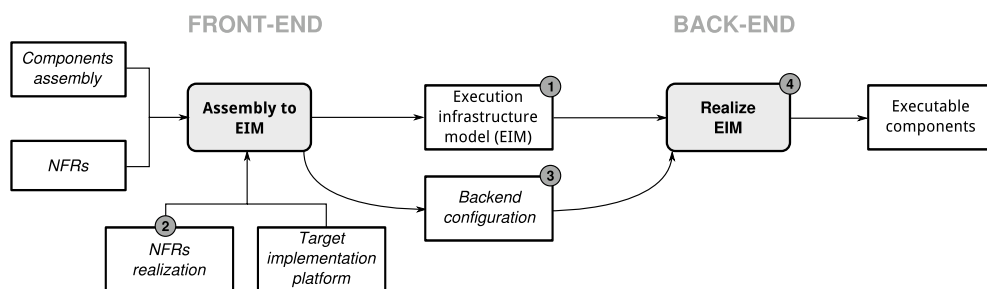 FRONT-END
BACK-END
Components
assembly
NFRs
Assembly to
EIM
1
Execution
infrastructure
model (EIM)
4
Realize
EIM
Executable
components
3
Backend
configuration
2
NFRs
realization
Target
implementation
platform